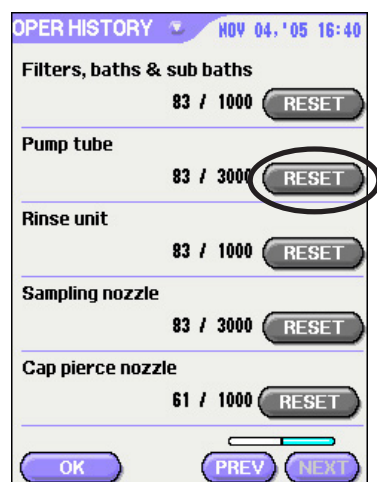 OPER HISTORY NOV 04,'05 16:40
Filters, baths & sub baths
83 / 1000 RESET
Pump tube
83 / 3000 RESET
Rinse unit
83 / 1000 RESET
Sampling nozzle
83 / 3000 RESET
Cap pierce nozzle
61 / 1000 RESET
OK PREV NEXT